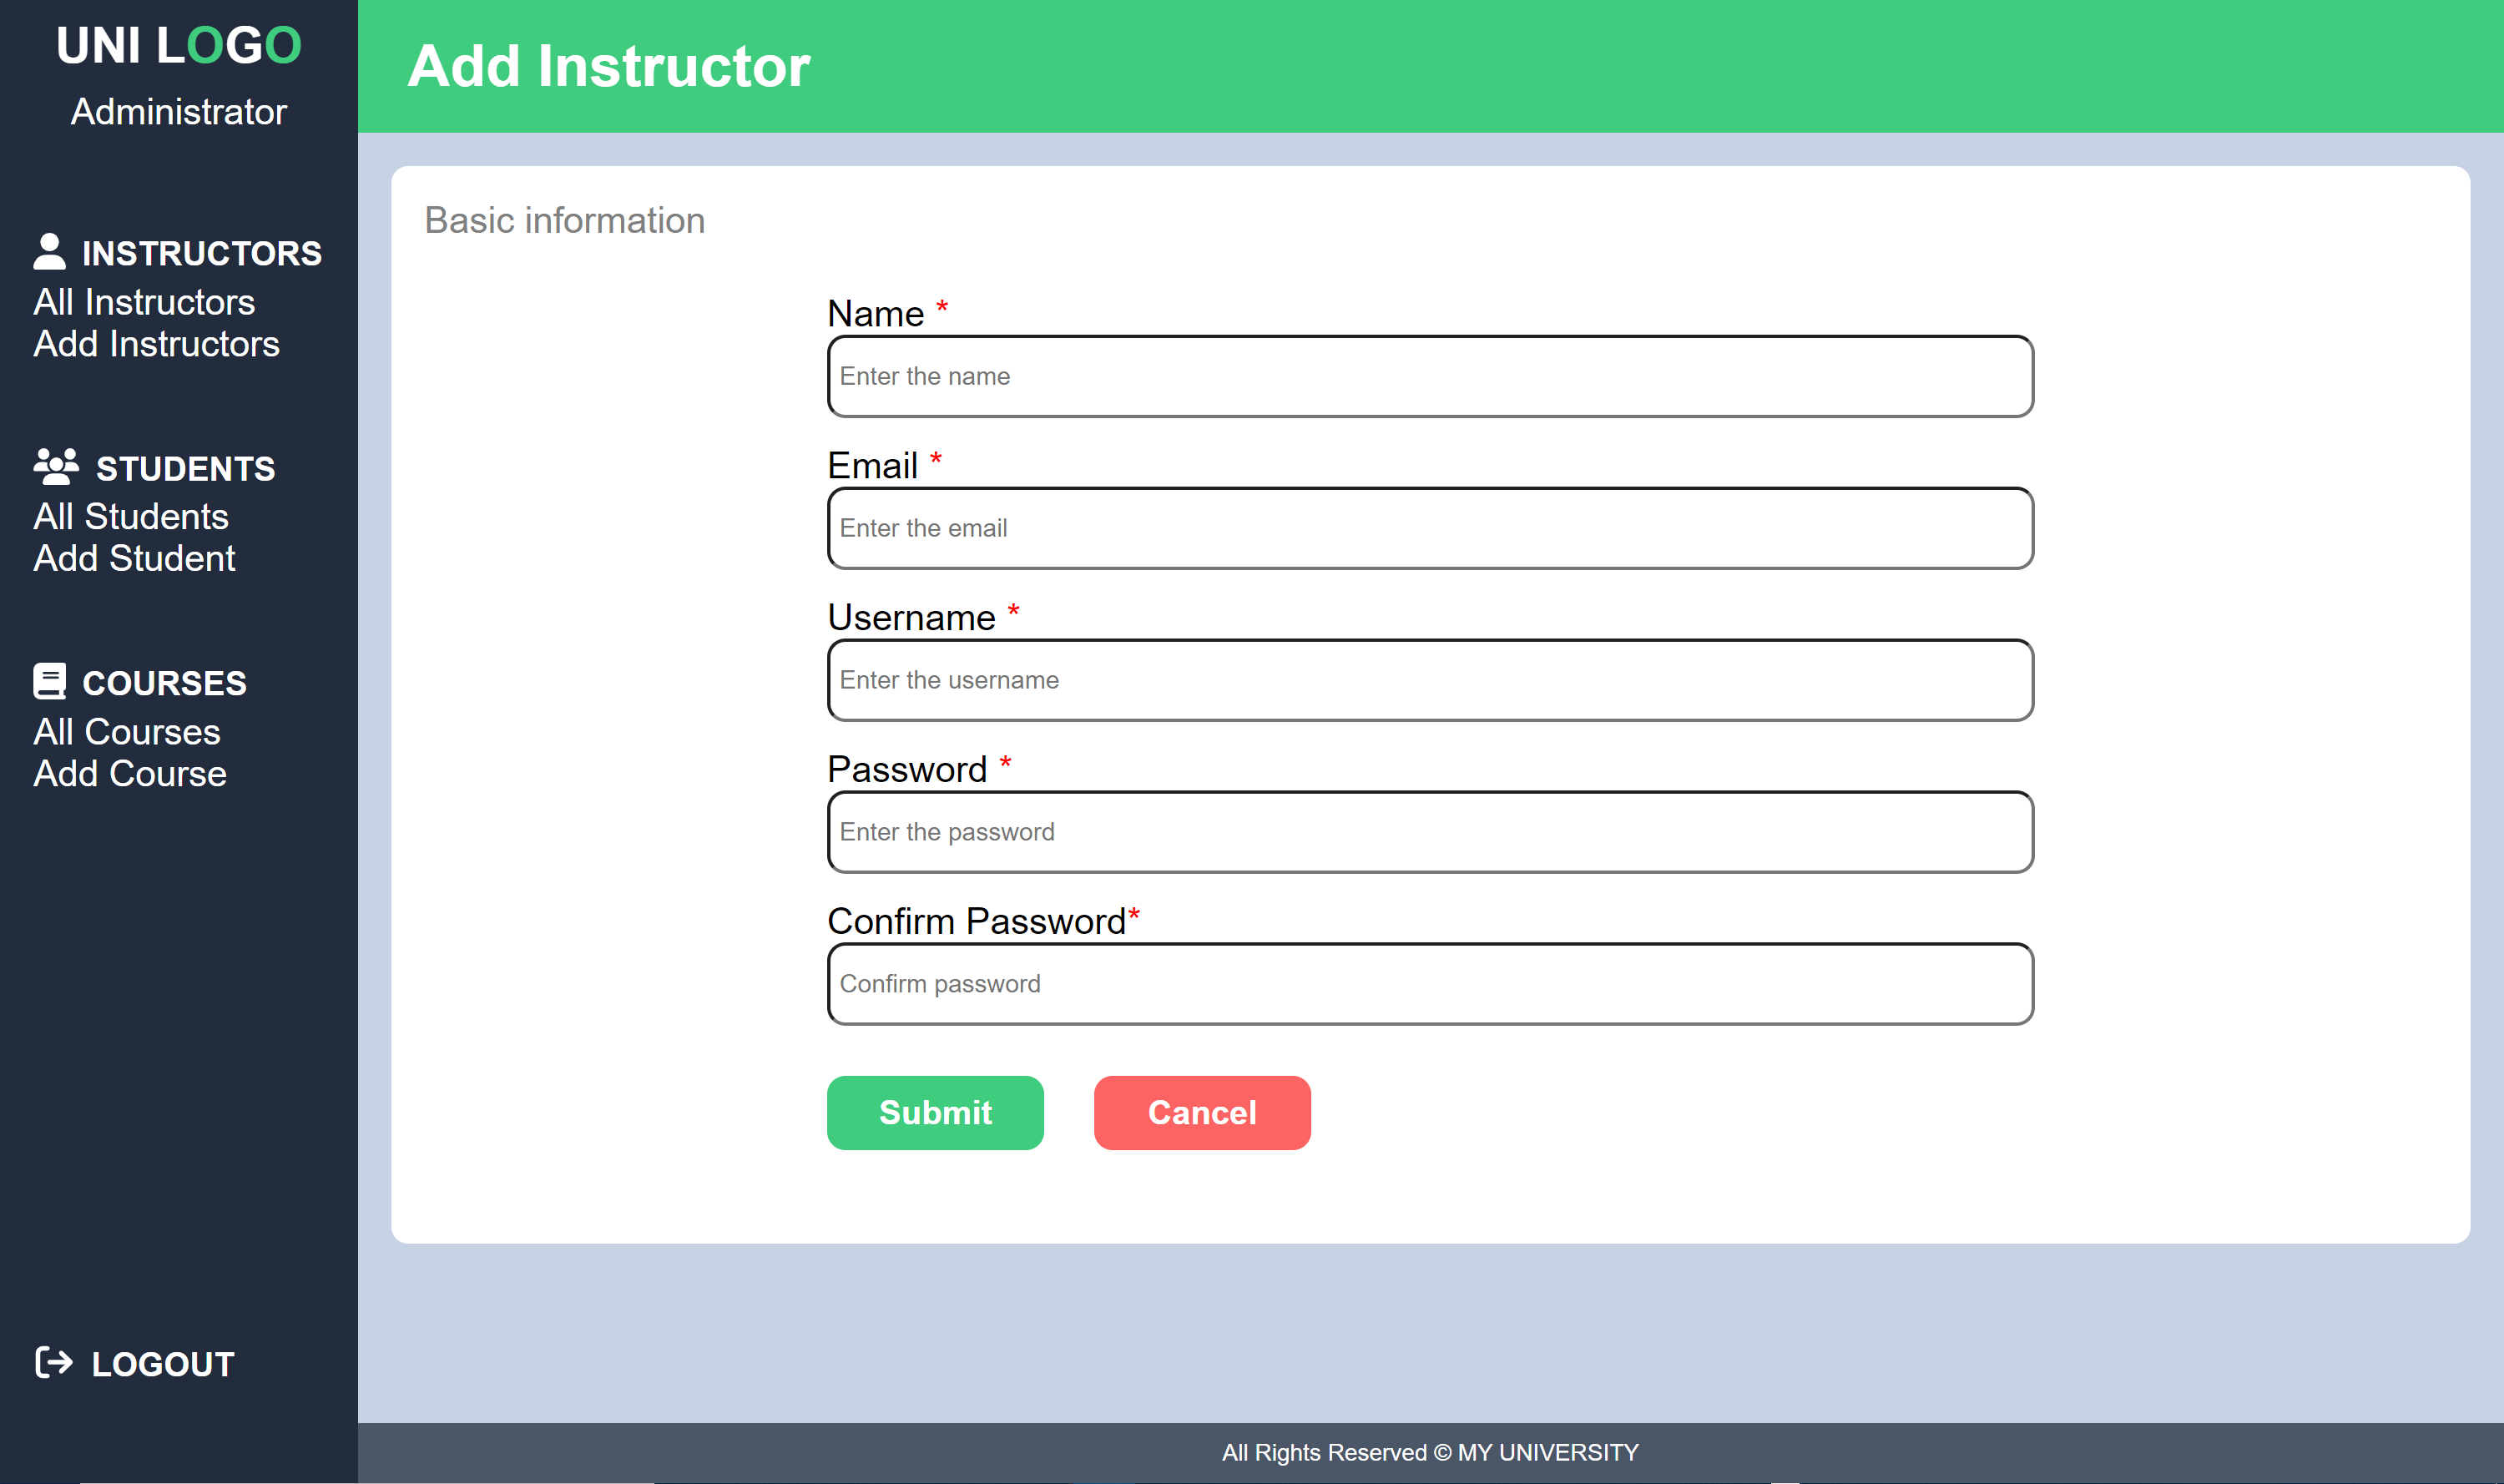 UNI LOGO
Administrator
INSTRUCTORS
All Instructors
Add Instructors
STUDENTS
All Students
Add Student
COURSES
All Courses
Add Course
LOGOUT
Add Instructor
Basic information
Name *
Enter the name
Email *
Enter the email
Username *
Enter the username
Password *
Enter the password
Confirm Password*
Confirm password
Submit Cancel
All Rights Reserved © MY UNIVERSITY